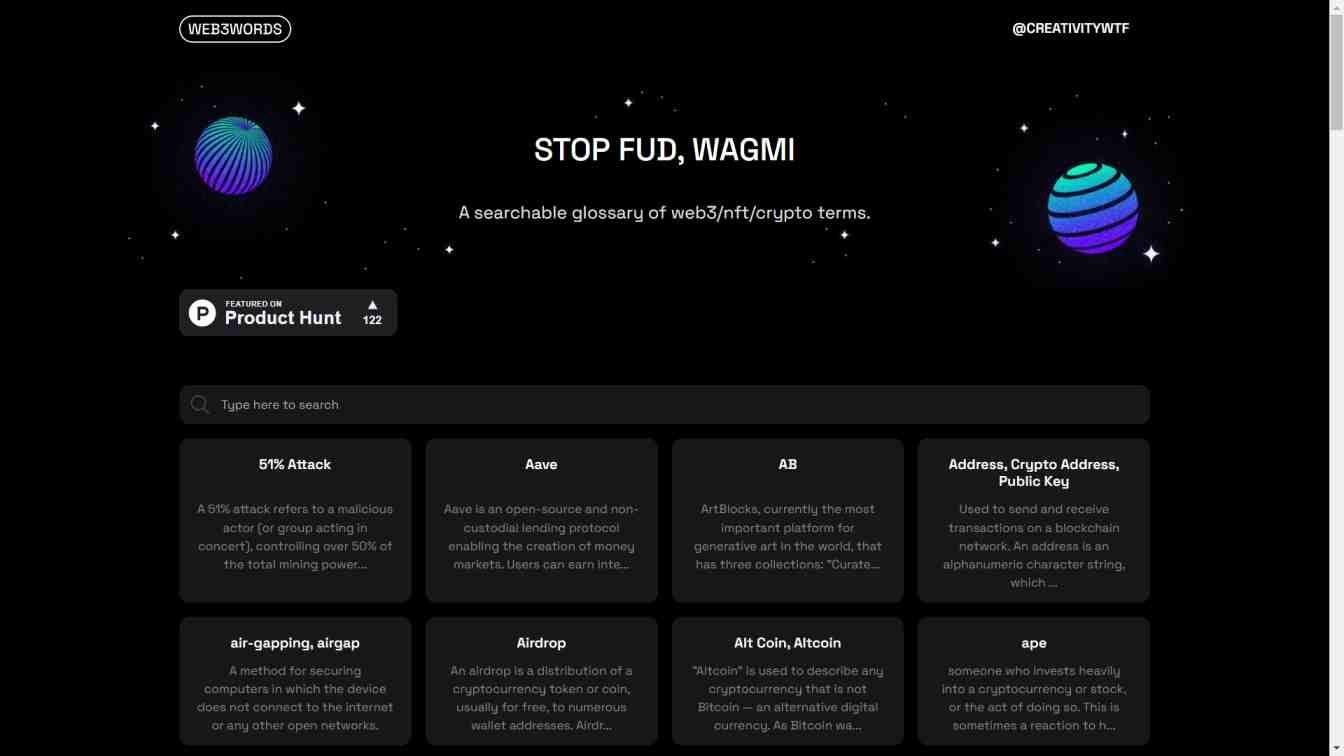 WEB3WORDS
@CREATIVITYWTF
STOP FUD, WAGMI
A searchable glossary of web3/nft/crypto terms.
P
FEATURED ON
Product Hunt
▲
122
Type here to search
51% Attack
A 51% attack refers to a malicious
actor (or group acting in
concert), controlling over 50% of
the total mining power...
Aave
Aave is an open-source and non-
custodial lending protocol
enabling the creation of money
markets. Users can earn inte...
AB
ArtBlocks, currently the most
important platform for
generative art in the world, that
has three collections: "Curate...
Address, Crypto Address,
Public Key
Used to send and receive
transactions on a blockchain
network. An address is an
alphanumeric character string,
which ...
air-gapping, airgap
A method for securing
computers in which the device
does not connect to the internet
or any other open networks.
Airdrop
An airdrop is a distribution of a
cryptocurrency token or coin,
usually for free, to numerous
wallet addresses. Airdr...
Alt Coin, Altcoin
"Altcoin" is used to describe any
cryptocurrency that is not
Bitcoin — an alternative digital
currency. As Bitcoin wa...
ape
someone who invests heavily
into a cryptocurrency or stock,
or the act of doing so. This is
sometimes a reaction to h...